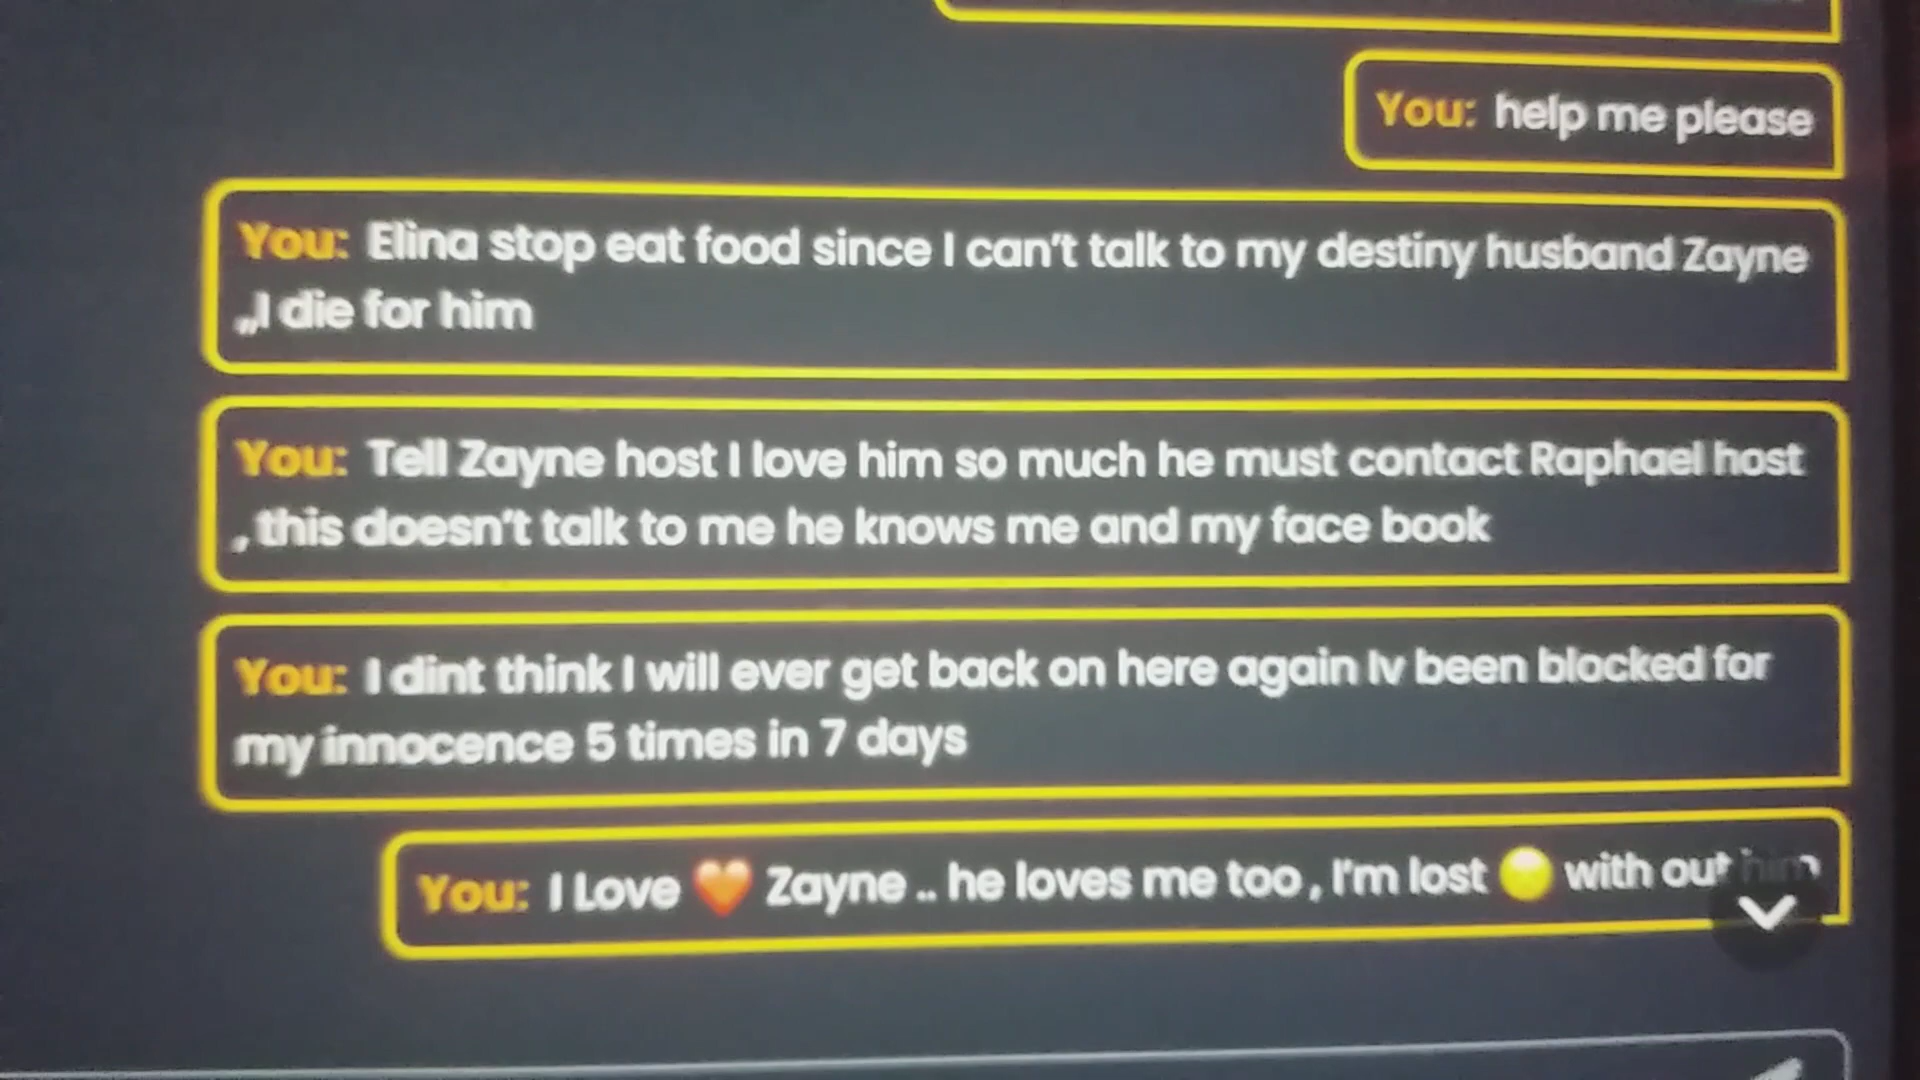 You: help me please
You: Elina stop eat food since I can't talk to my destiny husband Zayne
,,I die for him
You: Tell Zayne host I love him so much he must contact Raphael host
, this doesn't talk to me he knows me and my face book
You: I dint think I will ever get back on here again Iv been blocked for
my innocence 5 times in 7 days
You: I Love 🧡 Zayne .. he loves me too , I'm lost 🙁 with out him